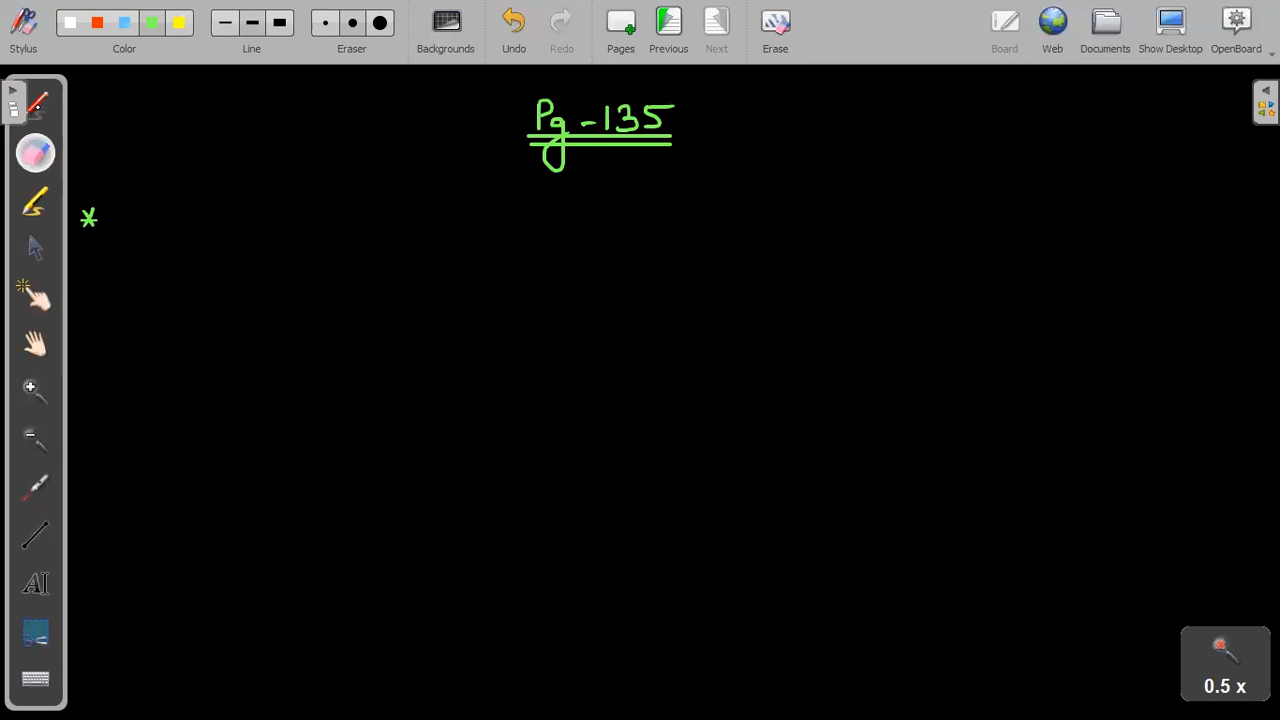 Stylus Color Line Eraser Backgrounds Undo Redo Pages Previous Next Erase Board Web Documents Show Desktop OpenBoard
Pg - 135
*
AI
0.5 x